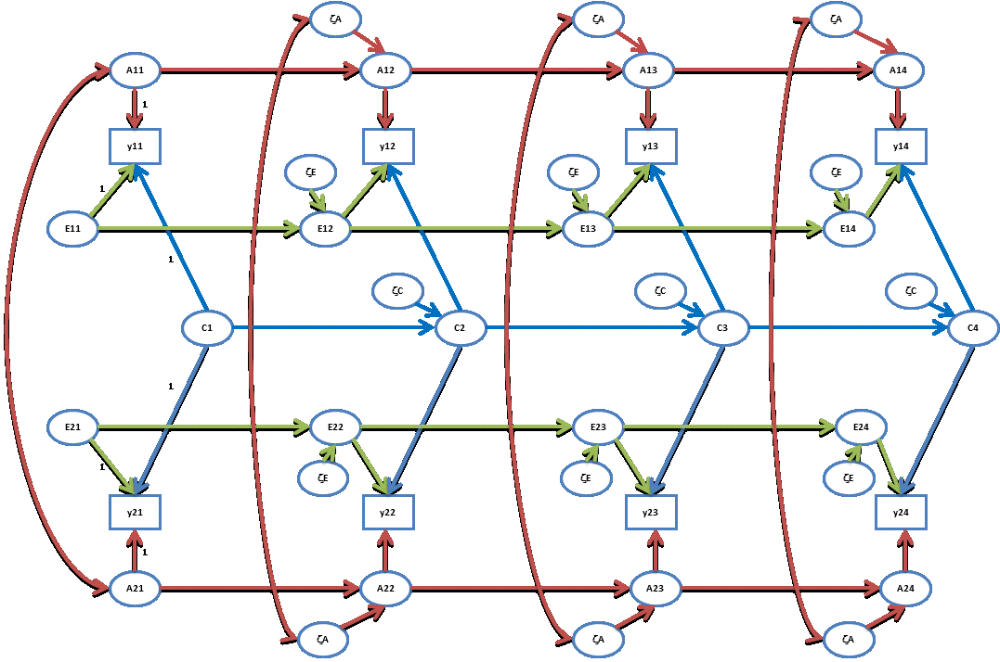 ζA ζA ζA
A11 A12 A13 A14
1
y11 y12 y13 y14
ζE ζE ζE
1
E11 E12 E13 E14
1
ζC ζC ζC
C1 C2 C3 C4
1
E21 E22 E23 E24
1 ζE ζE ζE
y21 y22 y23 y24
1
A21 A22 A23 A24
ζA ζA ζA